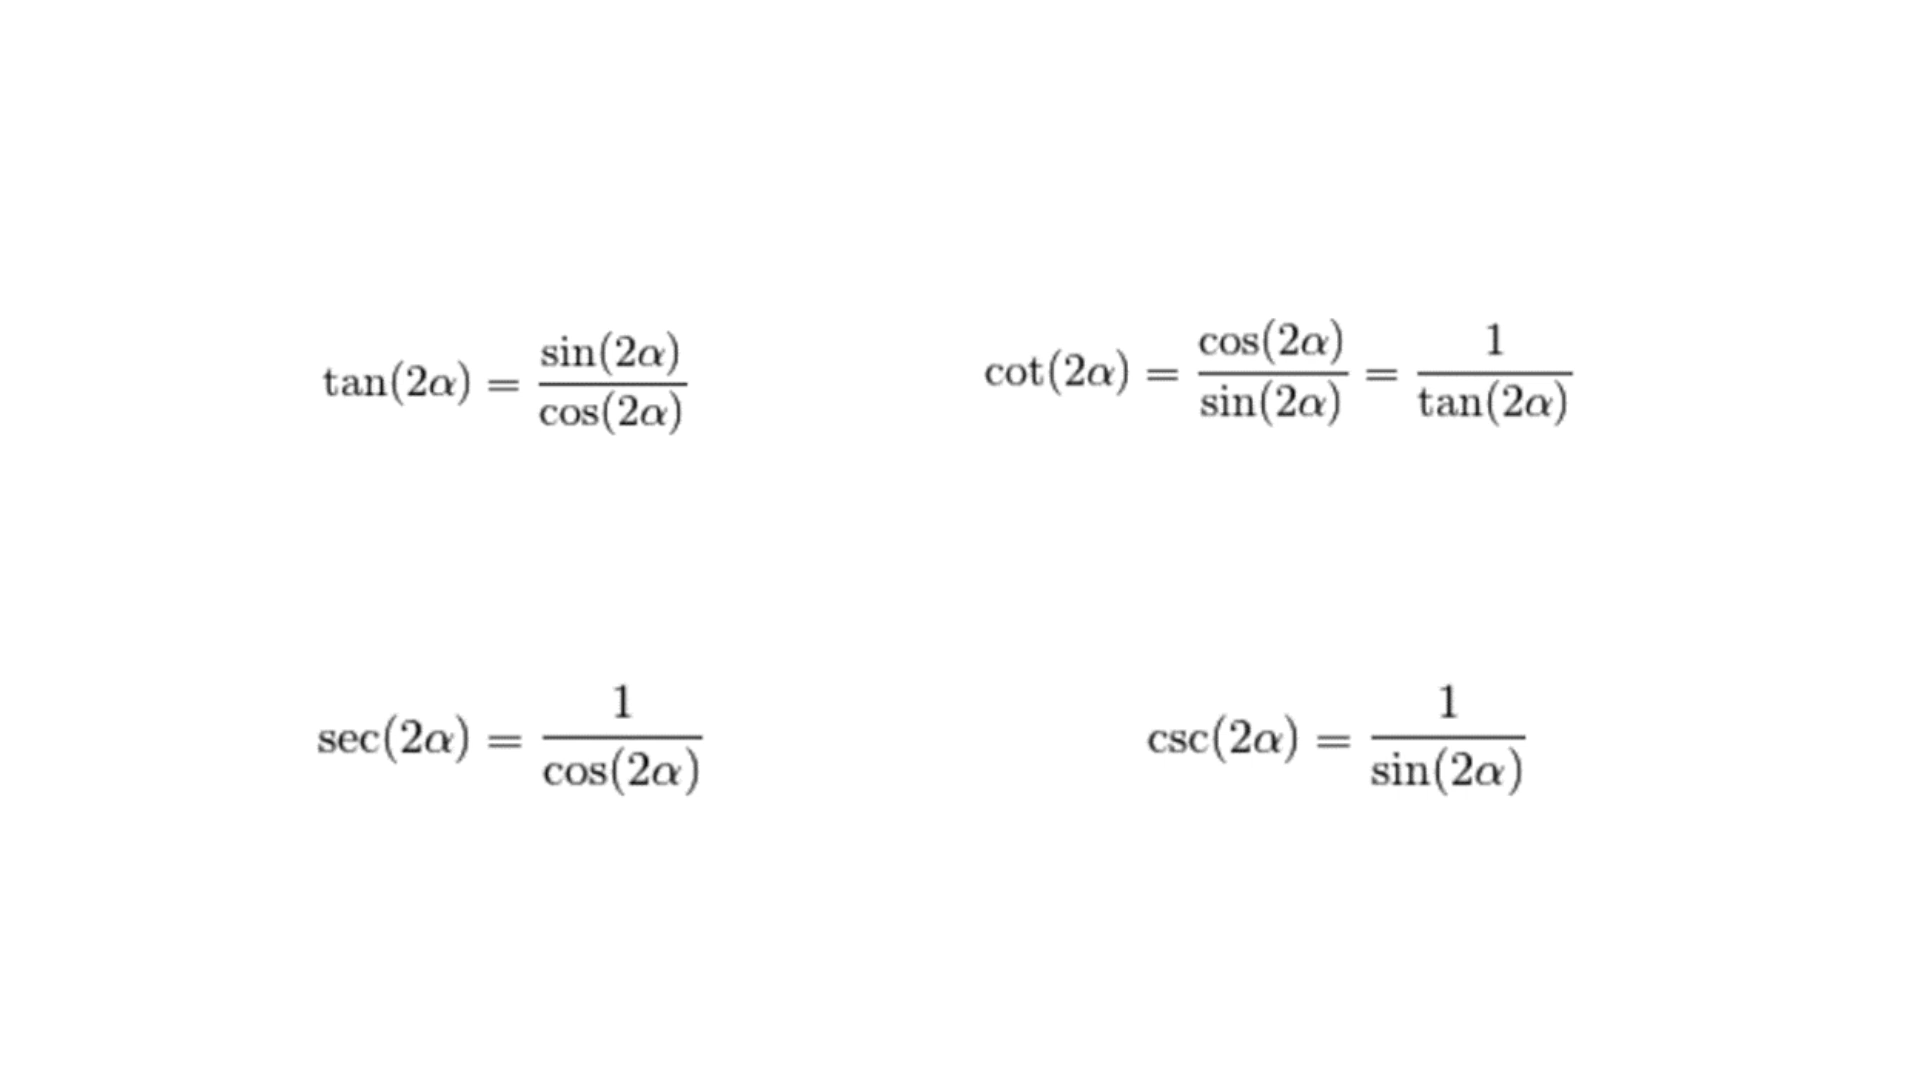 tan(2α) = sin(2α)/cos(2α)
cot(2α) = cos(2α)/sin(2α) = 1/tan(2α)
sec(2α) = 1/cos(2α)
csc(2α) = 1/sin(2α)